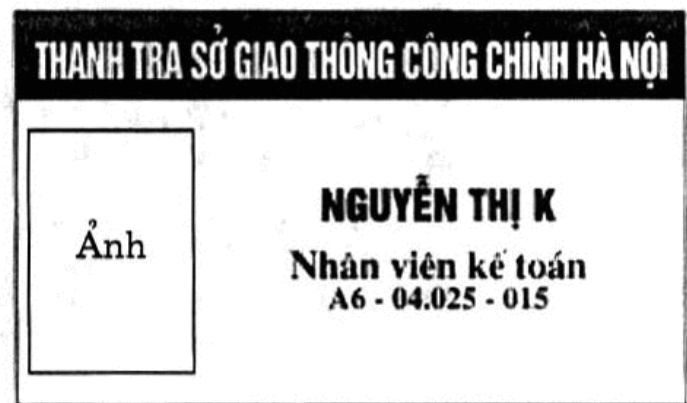 THANH TRA SỞ GIAO THÔNG CÔNG CHÍNH HÀ NỘI
Ảnh
NGUYỄN THỊ K
Nhân viên kế toán
A6 - 04.025 - 015